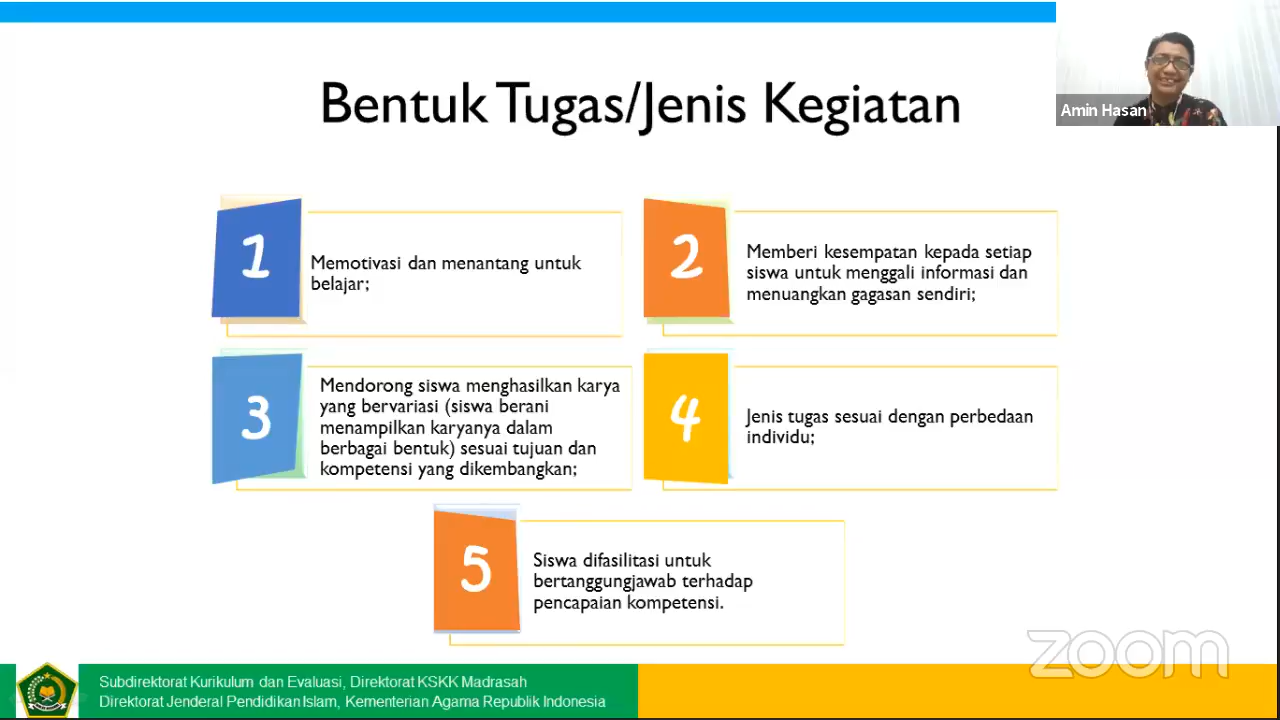 Bentuk Tugas/Jenis Kegiatan
Amin Hasan
1
Memotivasi dan menantang untuk
belajar;
2
Memberi kesempatan kepada setiap
siswa untuk menggali informasi dan
menuangkan gagasan sendiri;
3
Mendorong siswa menghasilkan karya
yang bervariasi (siswa berani
menampilkan karyanya dalam
berbagai bentuk) sesuai tujuan dan
kompetensi yang dikembangkan;
4
Jenis tugas sesuai dengan perbedaan
individu;
5
Siswa difasilitasi untuk
bertanggungjawab terhadap
pencapaian kompetensi.
zoom
Subdirektorat Kurikulum dan Evaluasi, Direktorat KSKK Madrasah
Direktorat Jenderal Pendidikan Islam, Kementerian Agama Republik Indonesia